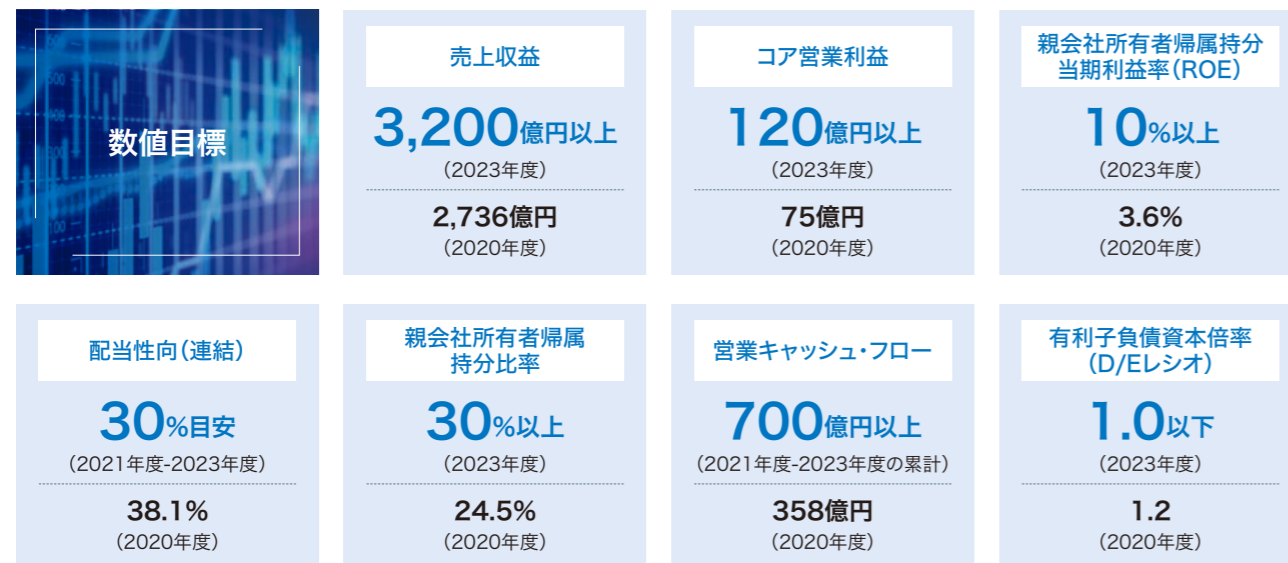 数値目標
売上収益
3,200億円以上
（2023年度）
2,736億円
（2020年度）
コア営業利益
120億円以上
（2023年度）
75億円
（2020年度）
親会社所有者帰属持分
当期利益率（ROE）
10%以上
（2023年度）
3.6%
（2020年度）
配当性向（連結）
30%目安
（2021年度-2023年度）
38.1%
（2020年度）
親会社所有者帰属
持分比率
30%以上
（2023年度）
24.5%
（2020年度）
営業キャッシュ・フロー
700億円以上
（2021年度-2023年度の累計）
358億円
（2020年度）
有利子負債資本倍率
（D/Eレシオ）
1.0以下
（2023年度）
1.2
（2020年度）